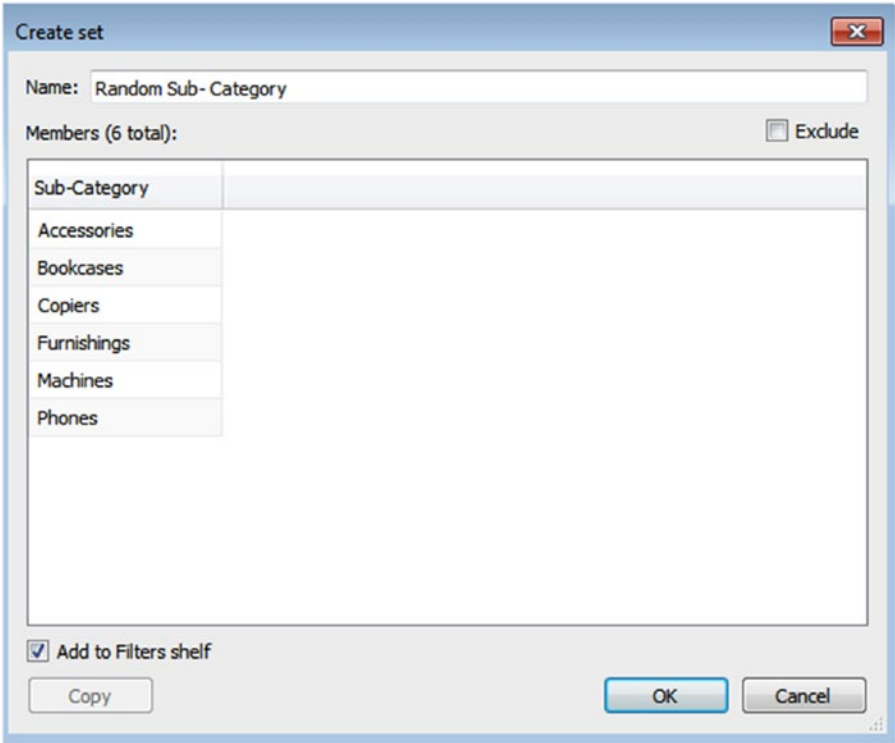 Create set
Name: Random Sub- Category
Members (6 total):
Exclude
Sub-Category
Accessories
Bookcases
Copiers
Furnishings
Machines
Phones
Add to Filters shelf
Copy
OK
Cancel